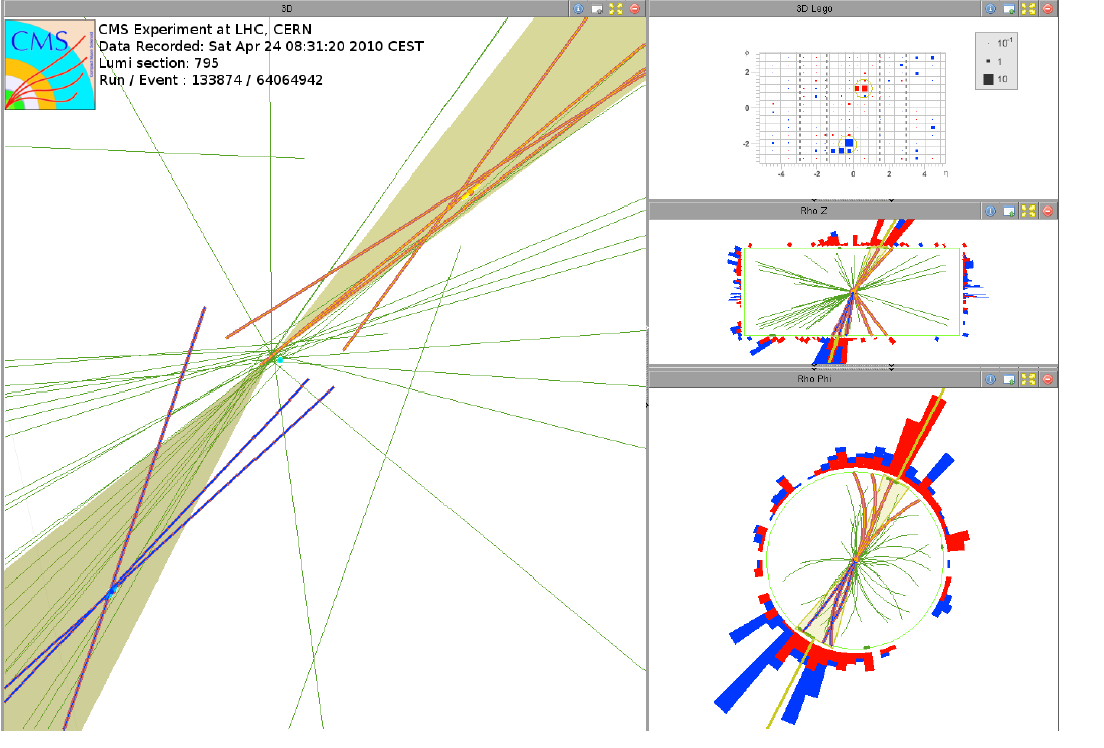 3D
CMS
CMS Experiment at LHC, CERN
Data Recorded: Sat Apr 24 08:31:20 2010 CEST
Lumi section: 795
Run / Event : 133874 / 64064942
3D Lego
10⁻¹
1
10
2
0
-2
-4 -2 0 2 4 η
Rho Z
Rho Phi